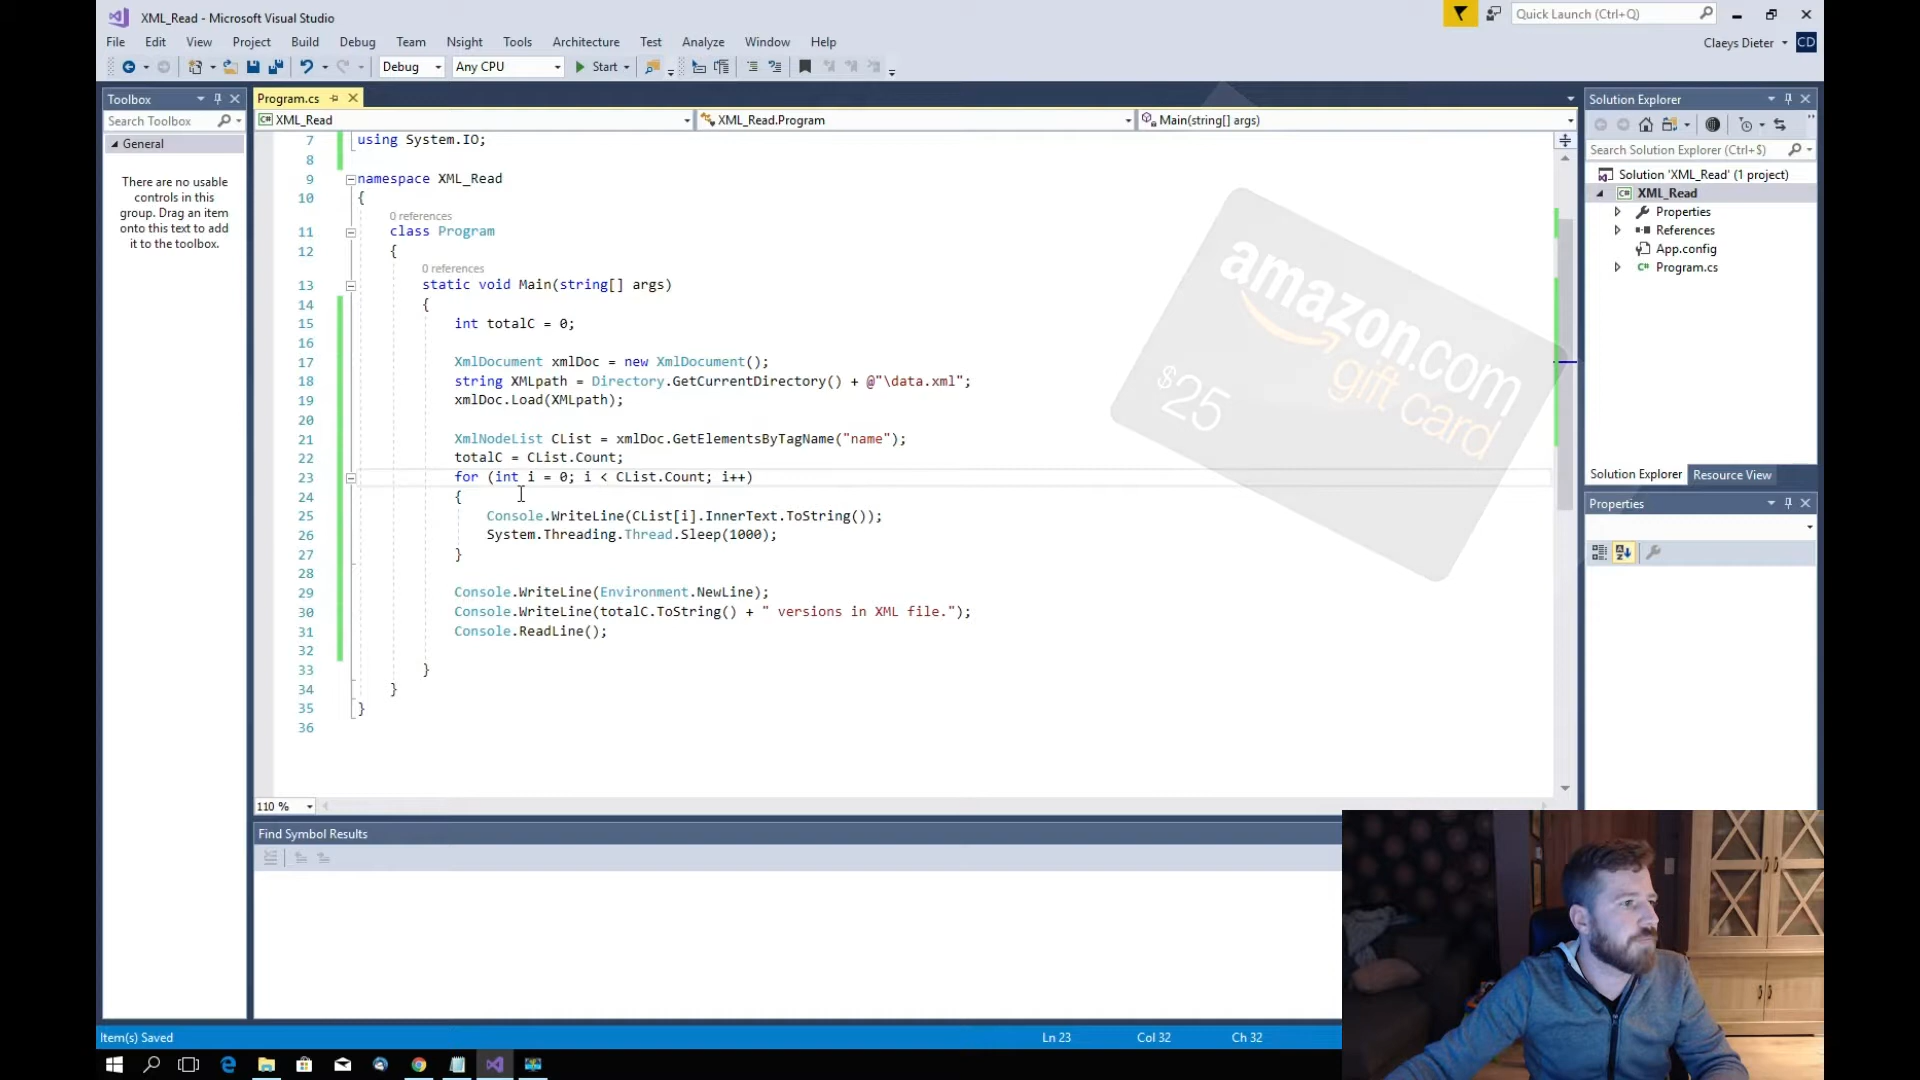 XML_Read - Microsoft Visual Studio
Quick Launch (Ctrl+Q)
File Edit View Project Build Debug Team Nsight Tools Architecture Test Analyze Window Help
Claeys Dieter CD
Debug Any CPU Start
Toolbox
Search Toolbox
General
There are no usable
controls in this
group. Drag an item
onto this text to add
it to the toolbox.
Program.cs
XML_Read XML_Read.Program Main(string[] args)
7 using System.IO;
8
9 namespace XML_Read
10 {
0 references
11 class Program
12 {
0 references
13 static void Main(string[] args)
14 {
15 int totalC = 0;
16
17 XmlDocument xmlDoc = new XmlDocument();
18 string XMLpath = Directory.GetCurrentDirectory() + @"\data.xml";
19 xmlDoc.Load(XMLpath);
20
21 XmlNodeList CList = xmlDoc.GetElementsByTagName("name");
22 totalC = CList.Count;
23 for (int i = 0; i < CList.Count; i++)
24 {
25 Console.WriteLine(CList[i].InnerText.ToString());
26 System.Threading.Thread.Sleep(1000);
27 }
28
29 Console.WriteLine(Environment.NewLine);
30 Console.WriteLine(totalC.ToString() + " versions in XML file.");
31 Console.ReadLine();
32
33 }
34 }
35 }
36
amazon.com
gift card
$25
110 %
Find Symbol Results
Solution Explorer
Search Solution Explorer (Ctrl+$)
Solution 'XML_Read' (1 project)
XML_Read
Properties
References
App.config
C# Program.cs
Solution Explorer Resource View
Properties
Item(s) Saved Ln 23 Col 32 Ch 32